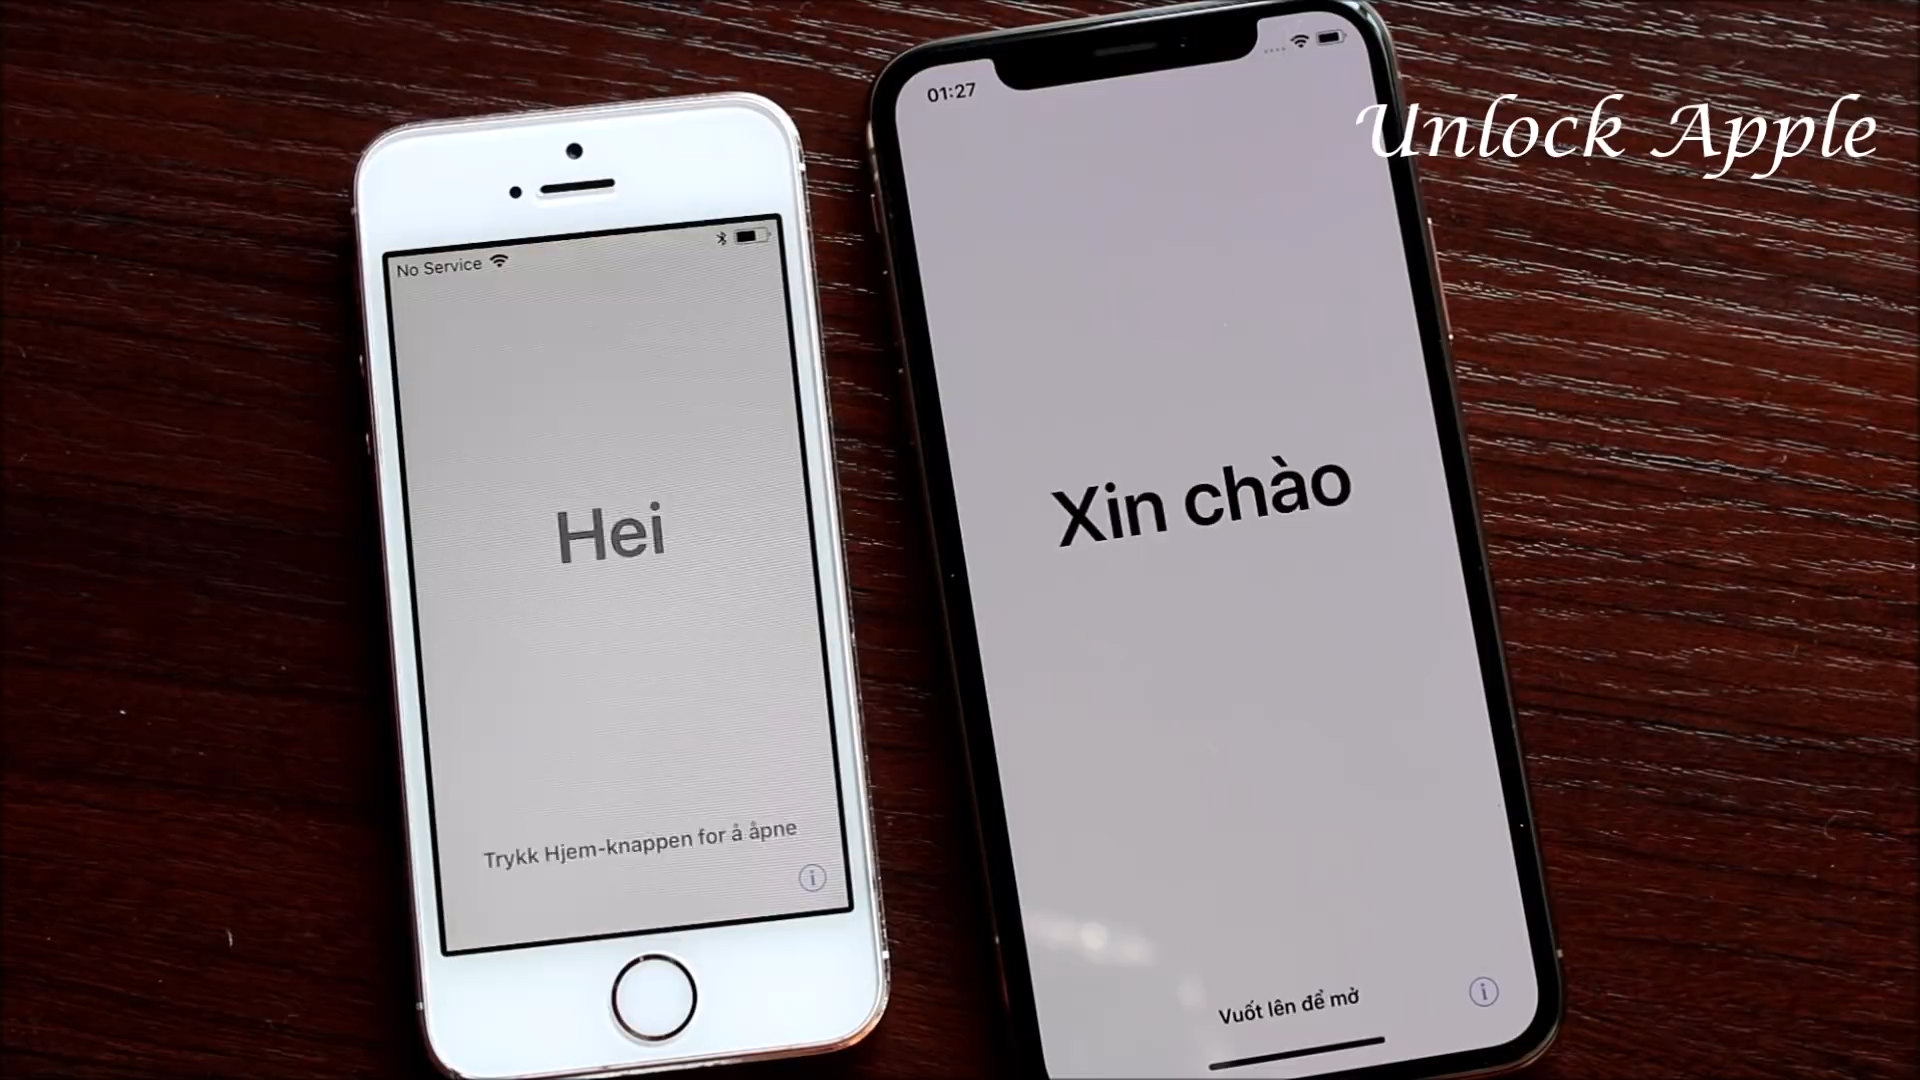 Unlock Apple
No Service
Hei
Trykk Hjem-knappen for å åpne
01:27
Xin chào
Vuốt lên để mở